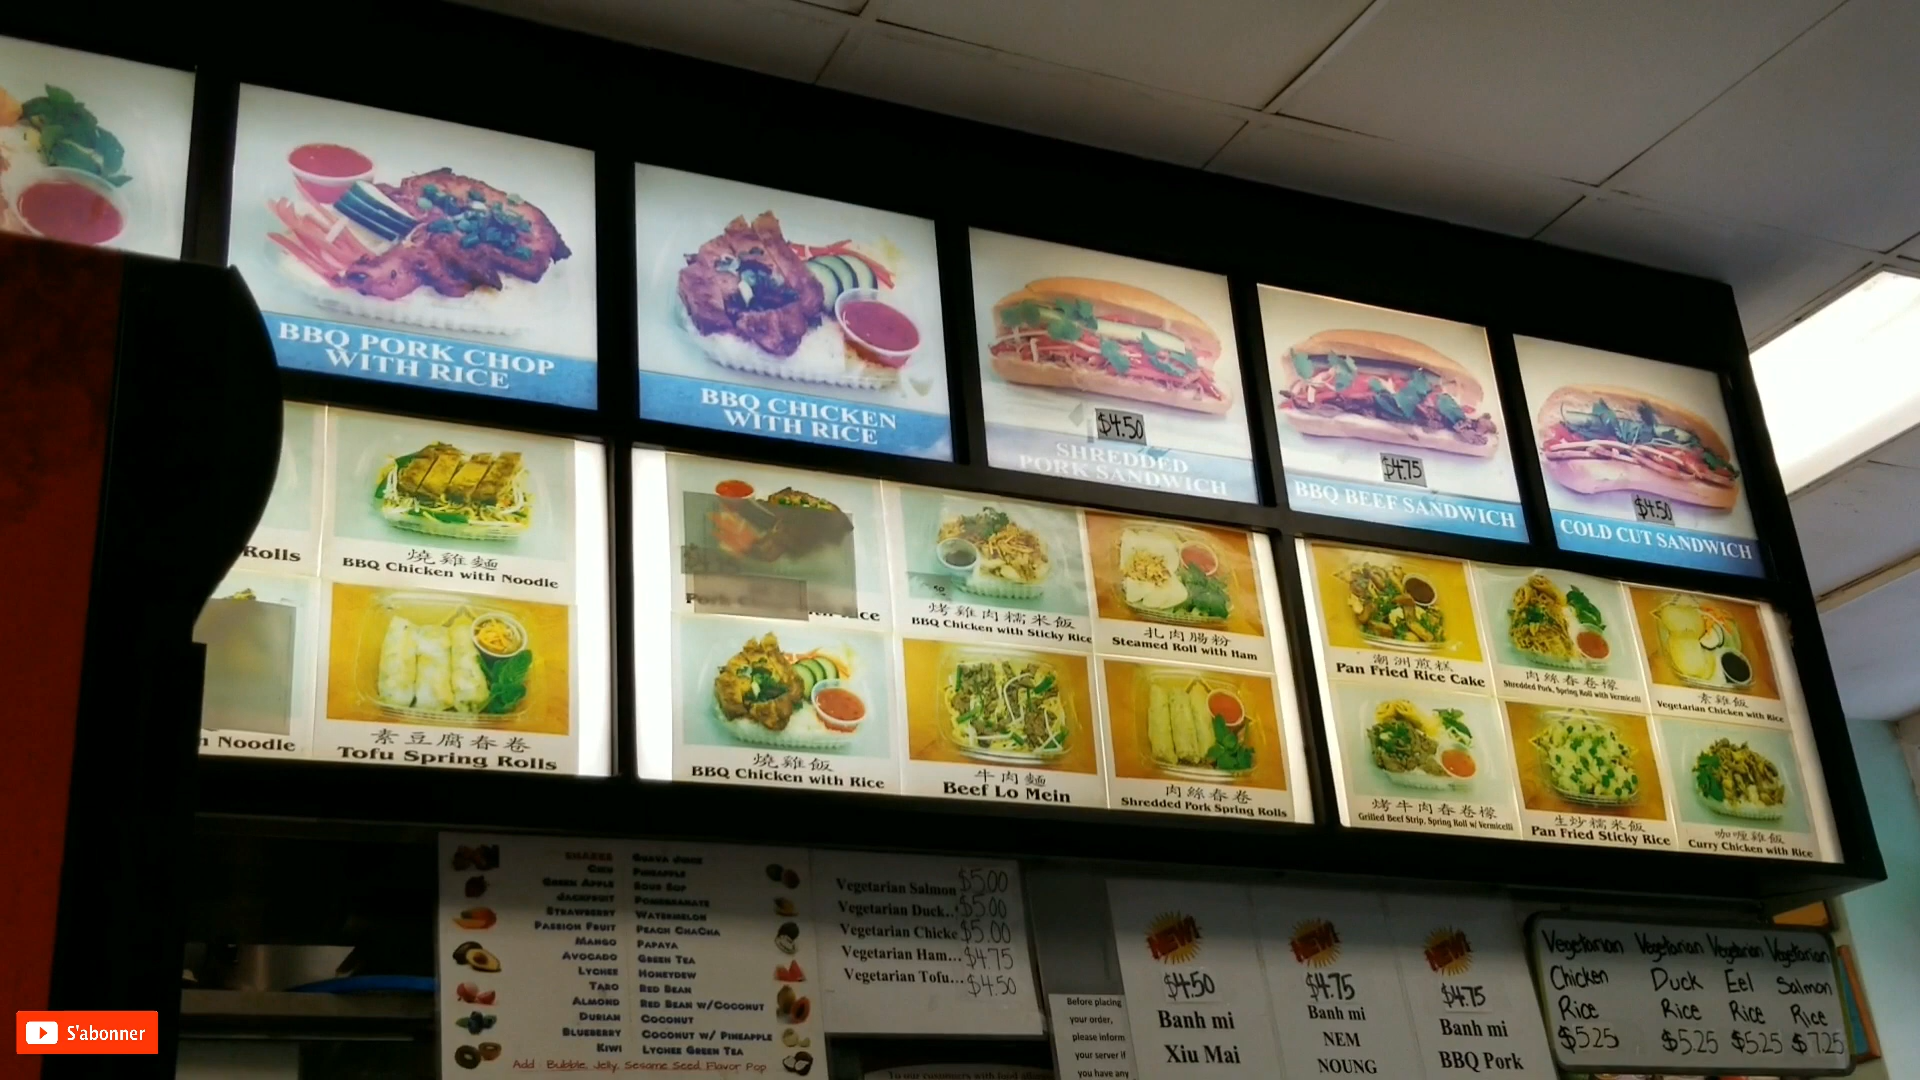 BBQ PORK CHOP
WITH RICE
BBQ CHICKEN
WITH RICE
$4.50
SHREDDED
PORK SANDWICH
$4.75
BBQ BEEF SANDWICH
$4.50
COLD CUT SANDWICH
Rolls
燒雞麵
BBQ Chicken with Noodle
Noodle
素豆腐春卷
Tofu Spring Rolls
烤雞肉糯米飯
BBQ Chicken with Sticky Rice
扎肉腸粉
Steamed Roll with Ham
燒雞飯
BBQ Chicken with Rice
牛肉麵
Beef Lo Mein
肉絲春卷
Shredded Pork Spring Rolls
潮洲煎糕
Pan Fried Rice Cake
肉絲春卷檬
Shredded Pork, Spring Roll with Vermicelli
素雞飯
Vegetarian Chicken with Rice
烤牛肉春卷檬
Grilled Beef Strip, Spring Roll w/ Vermicelli
生炒糯米飯
Pan Fried Sticky Rice
咖喱雞飯
Curry Chicken with Rice
SHAKES
GREEN APPLE
JACKFRUIT
STRAWBERRY
PASSION FRUIT
MANGO
AVOCADO
LYCHEE
TARO
ALMOND
DURIAN
BLUEBERRY
KIWI
GUAVA JUICE
PINEAPPLE
SOUR SOP
POMEGRANATE
WATERMELON
PEACH CHACHA
PAPAYA
GREEN TEA
HONEYDEW
RED BEAN
RED BEAN W/COCONUT
COCONUT
COCONUT W/ PINEAPPLE
LYCHEE GREEN TEA
Add : Bubble, Jelly, Sesame Seed, Flavor Pop
Vegetarian Salmon $5.00
Vegetarian Duck.. $5.00
Vegetarian Chicke $5.00
Vegetarian Ham... $4.75
Vegetarian Tofu... $4.50
Before placing
your order,
please inform
your server if
you have any
NEW!
$4.50
Banh mi
Xiu Mai
NEW!
$4.75
Banh mi
NEM
NOUNG
NEW!
$4.75
Banh mi
BBQ Pork
Vegetarian
Chicken
Rice
$5.25
Vegetarian
Duck
Rice
$5.25
Vegetarian
Eel
Rice
$5.25
Vegetarian
Salmon
Rice
$7.25
S'abonner